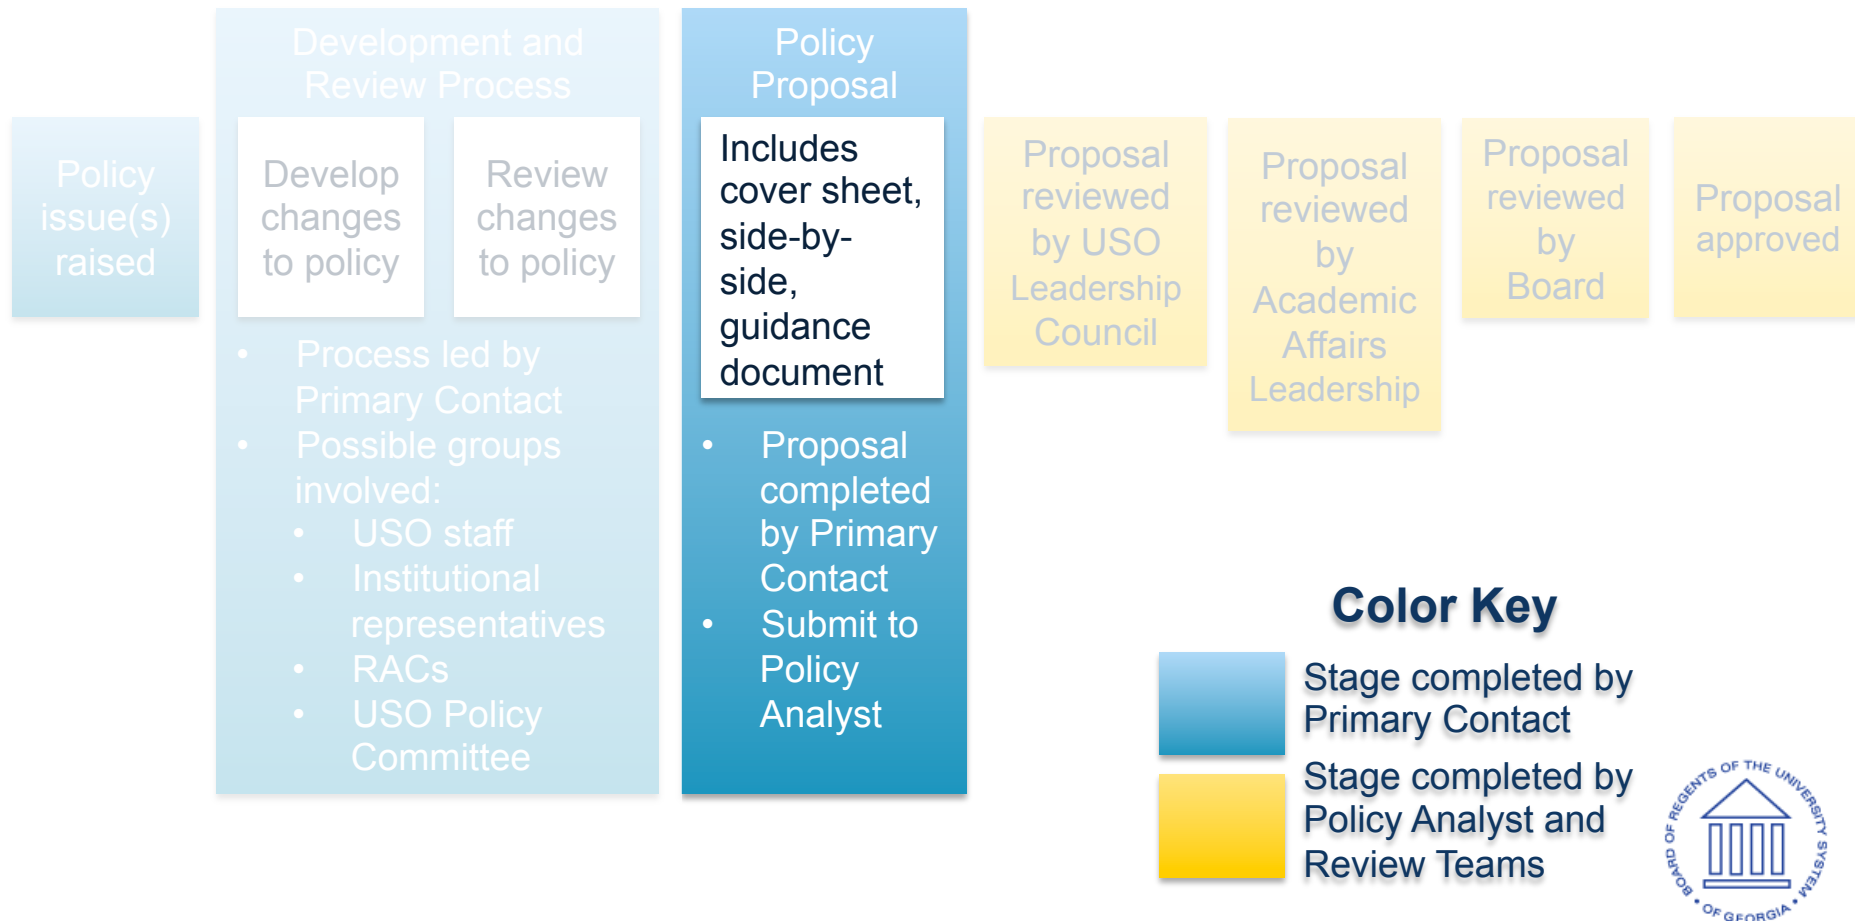 Policy
issue(s)
raised
Development and
Review Process
Develop
changes
to policy
Review
changes
to policy
• Process led by
Primary Contact
• Possible groups
involved:
• USO staff
• Institutional
representatives
• RACs
• USO Policy
Committee
Policy
Proposal
Includes
cover sheet,
side-by-
side,
guidance
document
• Proposal
completed
by Primary
Contact
• Submit to
Policy
Analyst
Proposal
reviewed
by USO
Leadership
Council
Proposal
reviewed
by
Academic
Affairs
Leadership
Proposal
reviewed
by
Board
Proposal
approved
Color Key
Stage completed by
Primary Contact
Stage completed by
Policy Analyst and
Review Teams
BOARD OF REGENTS OF THE UNIVERSITY SYSTEM • OF GEORGIA •